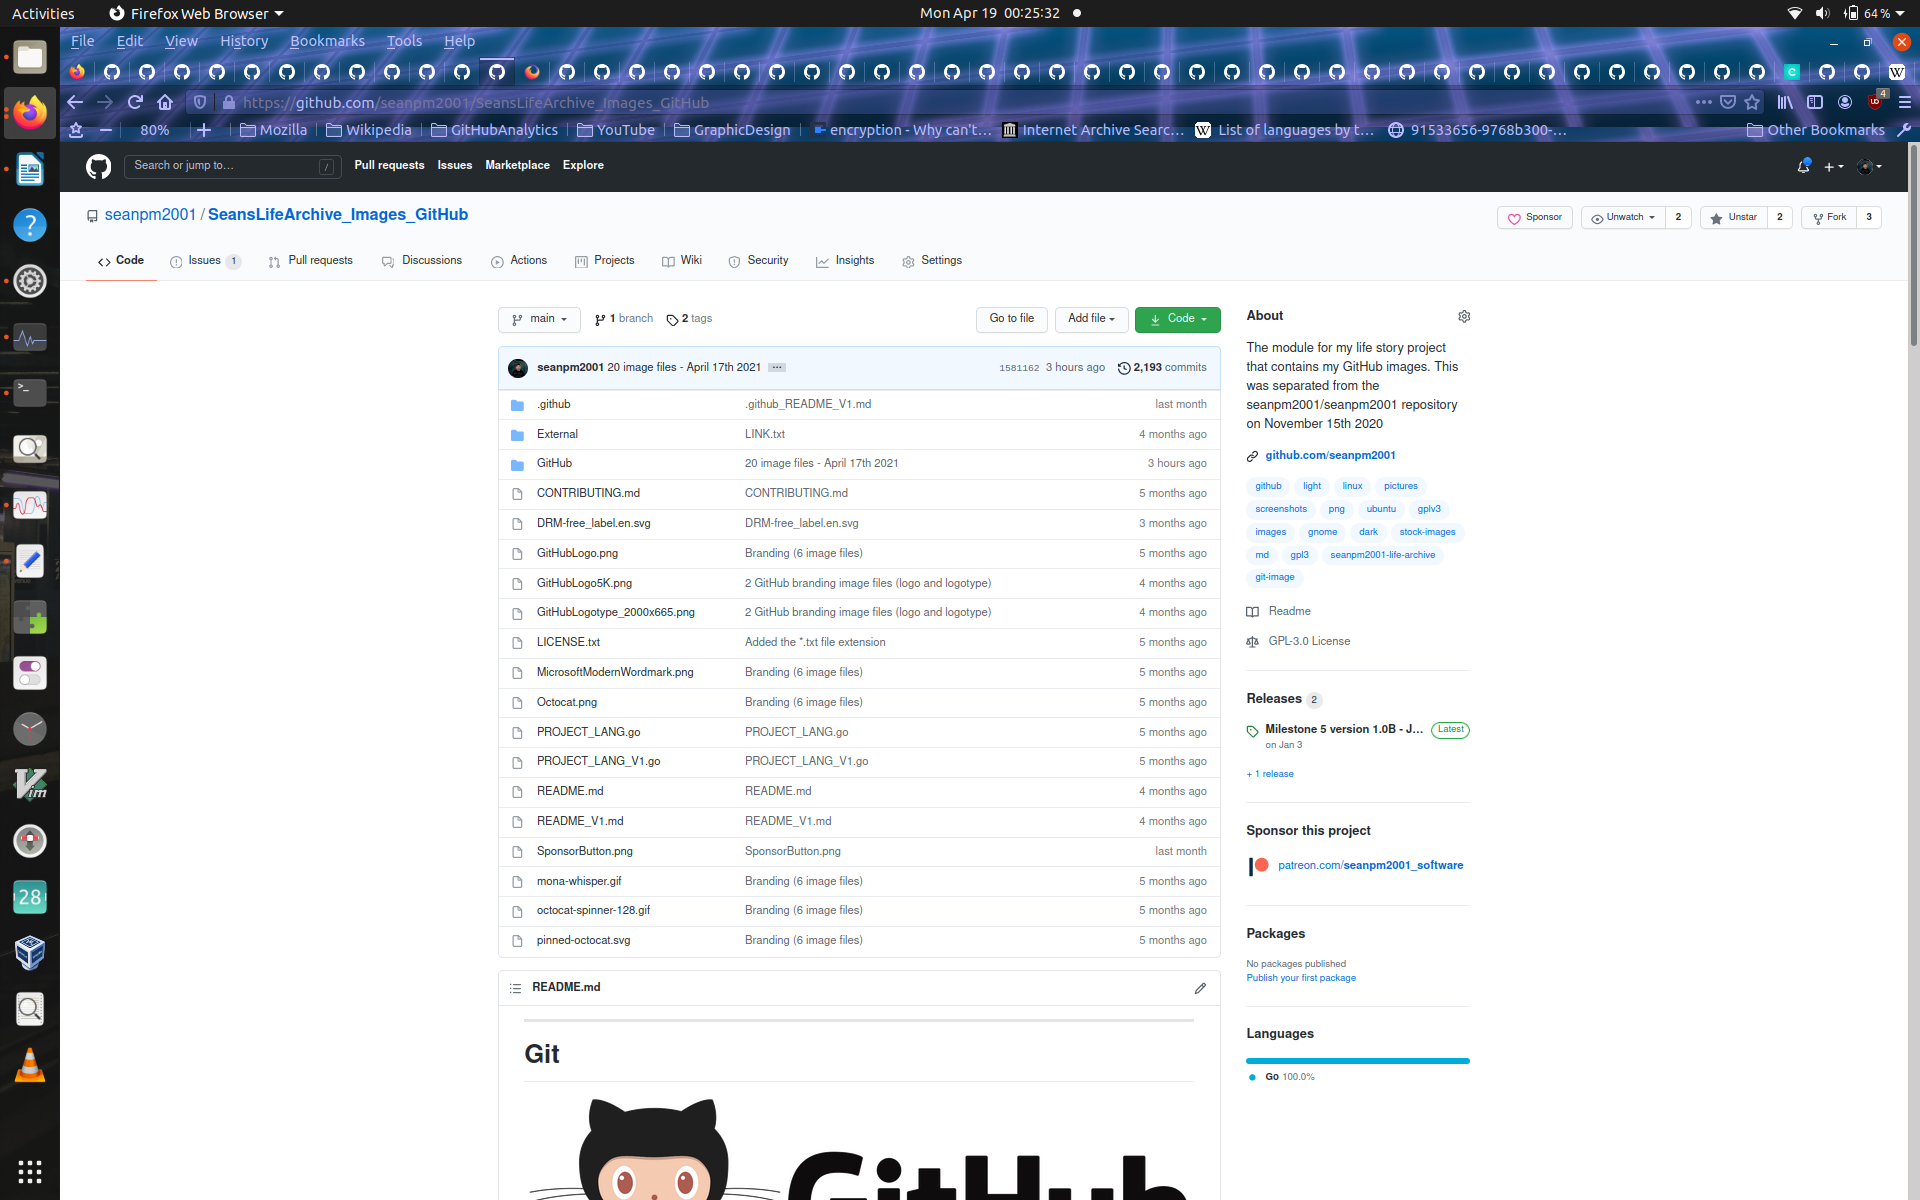 Activities
Firefox Web Browser
Mon Apr 19 00:25:32
64 %
File Edit View History Bookmarks Tools Help
https://github.com/seanpm2001/SeansLifeArchive_Images_GitHub
4
80%
Mozilla
Wikipedia
GitHubAnalytics
YouTube
GraphicDesign
encryption - Why can't…
Internet Archive Searc…
List of languages by t…
91533656-9768b300-…
Other Bookmarks
Search or jump to… /
Pull requests Issues Marketplace Explore
seanpm2001 / SeansLifeArchive_Images_GitHub
Sponsor
Unwatch 2
Unstar 2
Fork 3
Code
Issues 1
Pull requests
Discussions
Actions
Projects
Wiki
Security
Insights
Settings
main
1 branch
2 tags
Go to file
Add file
Code
seanpm2001 20 image files - April 17th 2021 ... 1581162 3 hours ago 2,193 commits
.github .github_README_V1.md last month
External LINK.txt 4 months ago
GitHub 20 image files - April 17th 2021 3 hours ago
CONTRIBUTING.md CONTRIBUTING.md 5 months ago
DRM-free_label.en.svg DRM-free_label.en.svg 3 months ago
GitHubLogo.png Branding (6 image files) 5 months ago
GitHubLogo5K.png 2 GitHub branding image files (logo and logotype) 4 months ago
GitHubLogotype_2000x665.png 2 GitHub branding image files (logo and logotype) 4 months ago
LICENSE.txt Added the *.txt file extension 5 months ago
MicrosoftModernWordmark.png Branding (6 image files) 5 months ago
Octocat.png Branding (6 image files) 5 months ago
PROJECT_LANG.go PROJECT_LANG.go 5 months ago
PROJECT_LANG_V1.go PROJECT_LANG_V1.go 5 months ago
README.md README.md 4 months ago
README_V1.md README_V1.md 4 months ago
SponsorButton.png SponsorButton.png last month
mona-whisper.gif Branding (6 image files) 5 months ago
octocat-spinner-128.gif Branding (6 image files) 5 months ago
pinned-octocat.svg Branding (6 image files) 5 months ago
README.md
Git
GitHub
About
The module for my life story project
that contains my GitHub images. This
was separated from the
seanpm2001/seanpm2001 repository
on November 15th 2020
github.com/seanpm2001
github light linux pictures
screenshots png ubuntu gplv3
images gnome dark stock-images
md gpl3 seanpm2001-life-archive
git-image
Readme
GPL-3.0 License
Releases 2
Milestone 5 version 1.0B - J… Latest
on Jan 3
+ 1 release
Sponsor this project
patreon.com/seanpm2001_software
Packages
No packages published
Publish your first package
Languages
Go 100.0%
28
Vim